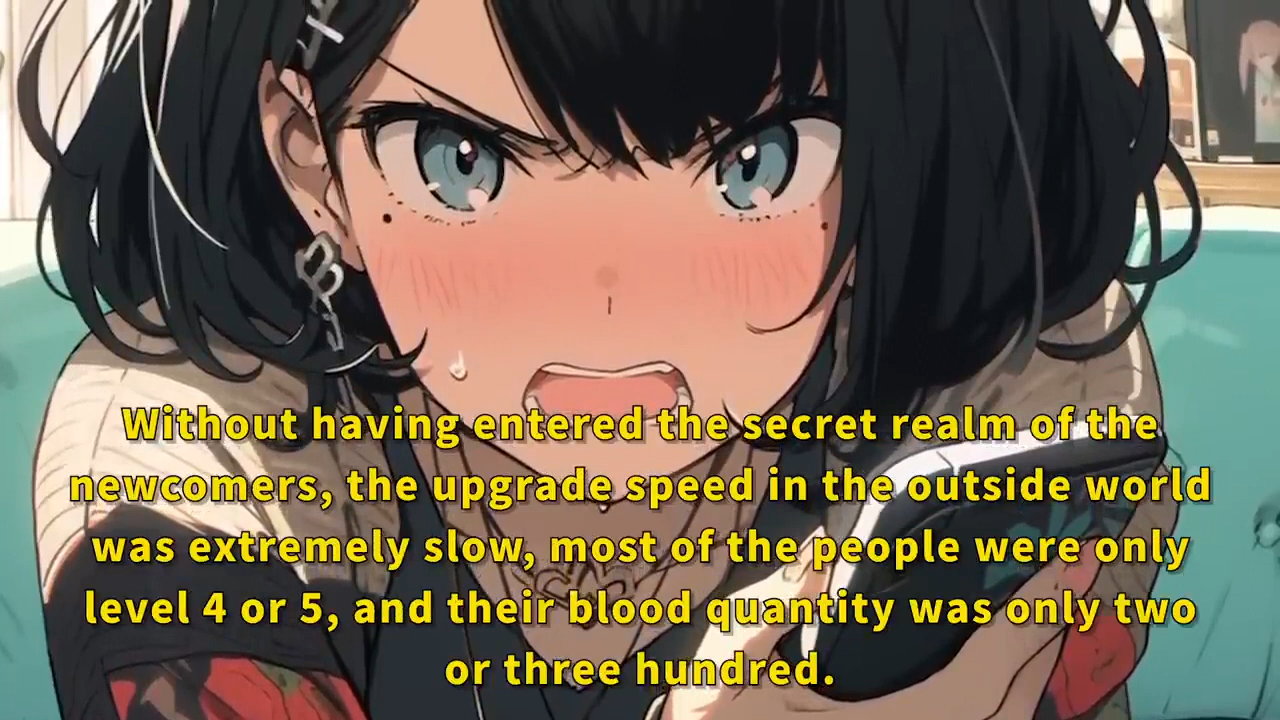 Without having entered the secret realm of the
newcomers, the upgrade speed in the outside world
was extremely slow, most of the people were only
level 4 or 5, and their blood quantity was only two
or three hundred.